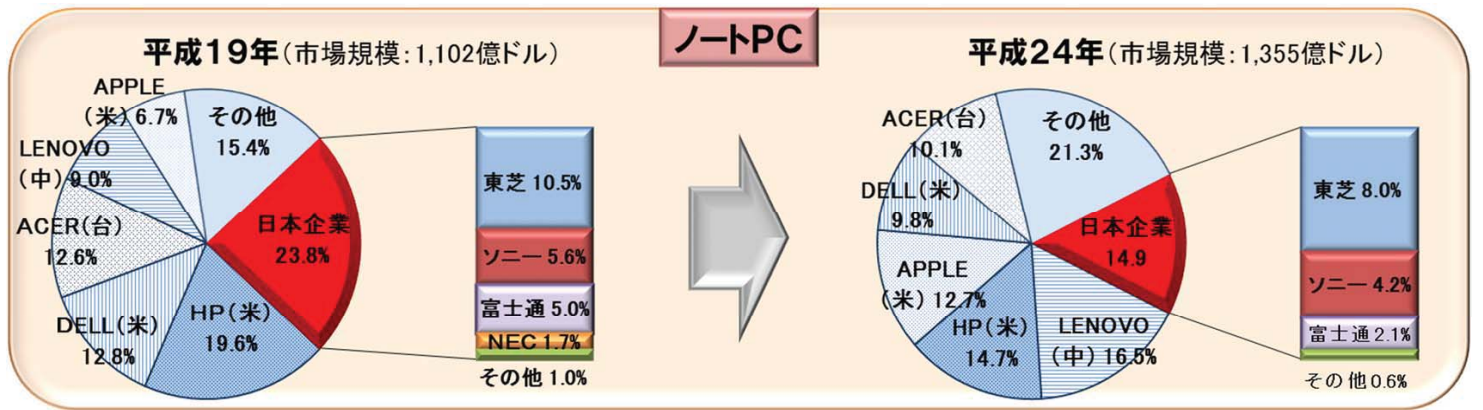 ノートPC
平成19年(市場規模:1,102億ドル)
APPLE
(米) 6.7%
その他
15.4%
LENOVO
(中) 9.0%
ACER(台)
12.6%
DELL(米)
12.8%
HP(米)
19.6%
日本企業
23.8%
東芝 10.5%
ソニー 5.6%
富士通 5.0%
NEC 1.7%
その他 1.0%
平成24年(市場規模:1,355億ドル)
ACER(台)
10.1%
その他
21.3%
DELL(米)
9.8%
APPLE
(米) 12.7%
HP(米)
14.7%
LENOVO
(中) 16.5%
日本企業
14.9
東芝 8.0%
ソニー 4.2%
富士通 2.1%
その他 0.6%